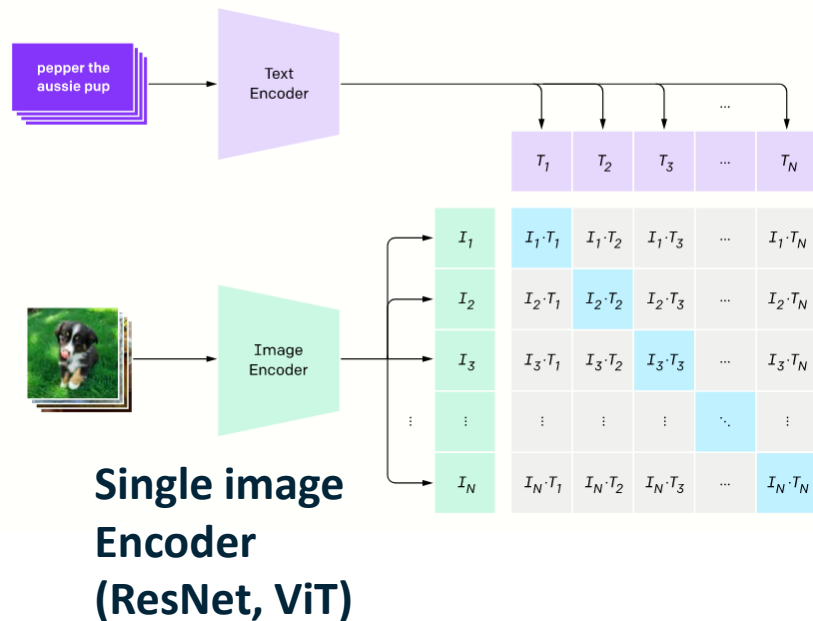 pepper the
aussie pup
Text
Encoder
...
T1 T2 T3 ... TN
I1 I1·T1 I1·T2 I1·T3 ... I1·TN
I2 I2·T1 I2·T2 I2·T3 ... I2·TN
Image
Encoder
I3 I3·T1 I3·T2 I3·T3 ... I3·TN
⋮ ⋮ ⋮ ⋮ ⋮ ⋱ ⋮
IN IN·T1 IN·T2 IN·T3 ... IN·TN
Single image
Encoder
(ResNet, ViT)